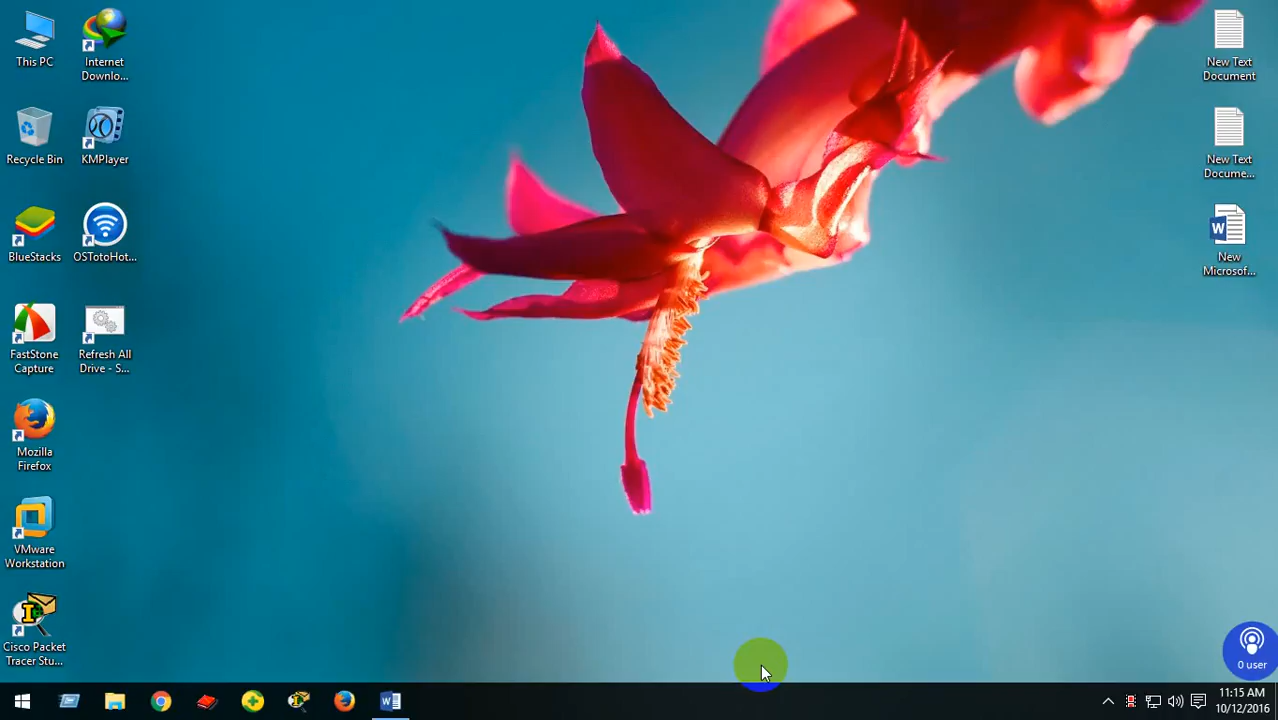 This PC
Internet
Downlo...
Recycle Bin
KMPlayer
BlueStacks
OSTotoHot...
FastStone
Capture
Refresh All
Drive - S...
Mozilla
Firefox
VMware
Workstation
Cisco Packet
Tracer Stu...
New Text
Document
New Text
Docume...
W
New
Microsof...
0 user
W
11:15 AM
10/12/2016